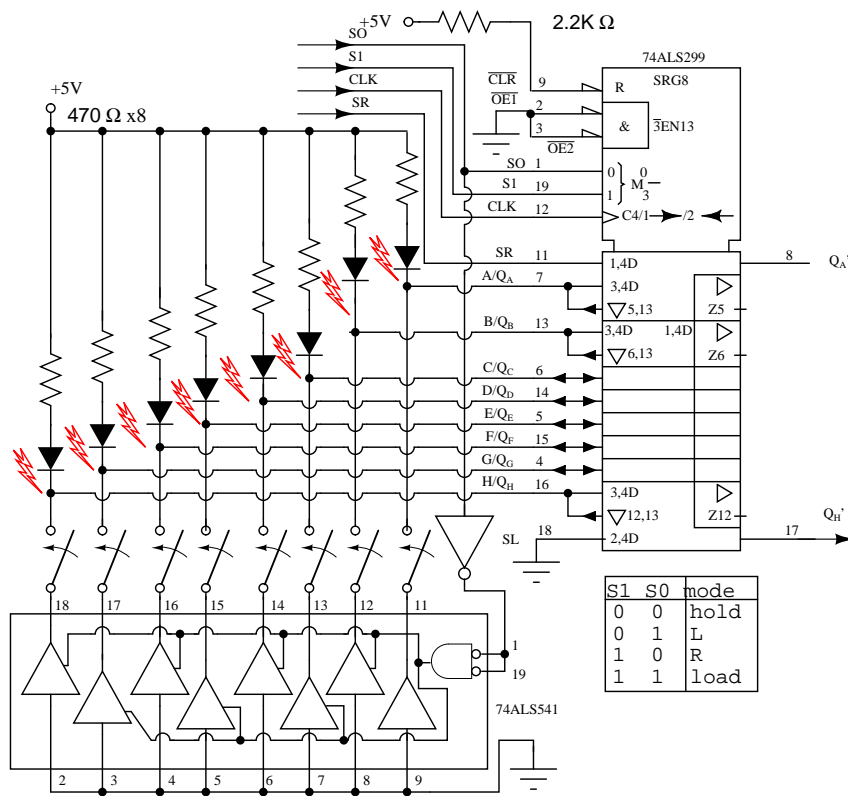 +5V
2.2K Ω
SO
S1
CLK
SR
+5V
470 Ω x8
74ALS299
SRG8
CLR
9
R
OE1
2
&
3EN13
3
OE2
SO 1
0
0
M
S1 19
1
3
CLK 12
C4/1
/2
SR 11
1,4D
8
QA'
A/QA 7
3,4D
5,13
Z5
B/QB 13
3,4D
1,4D
6,13
Z6
C/QC 6
D/QD 14
E/QE 5
F/QF 15
G/QG 4
H/QH 16
3,4D
12,13
Z12
SL
18
2,4D
17
QH'
S1 S0 mode
0 0 hold
0 1 L
1 0 R
1 1 load
18 17 16 15 14 13 12 11
1
19
74ALS541
2 3 4 5 6 7 8 9